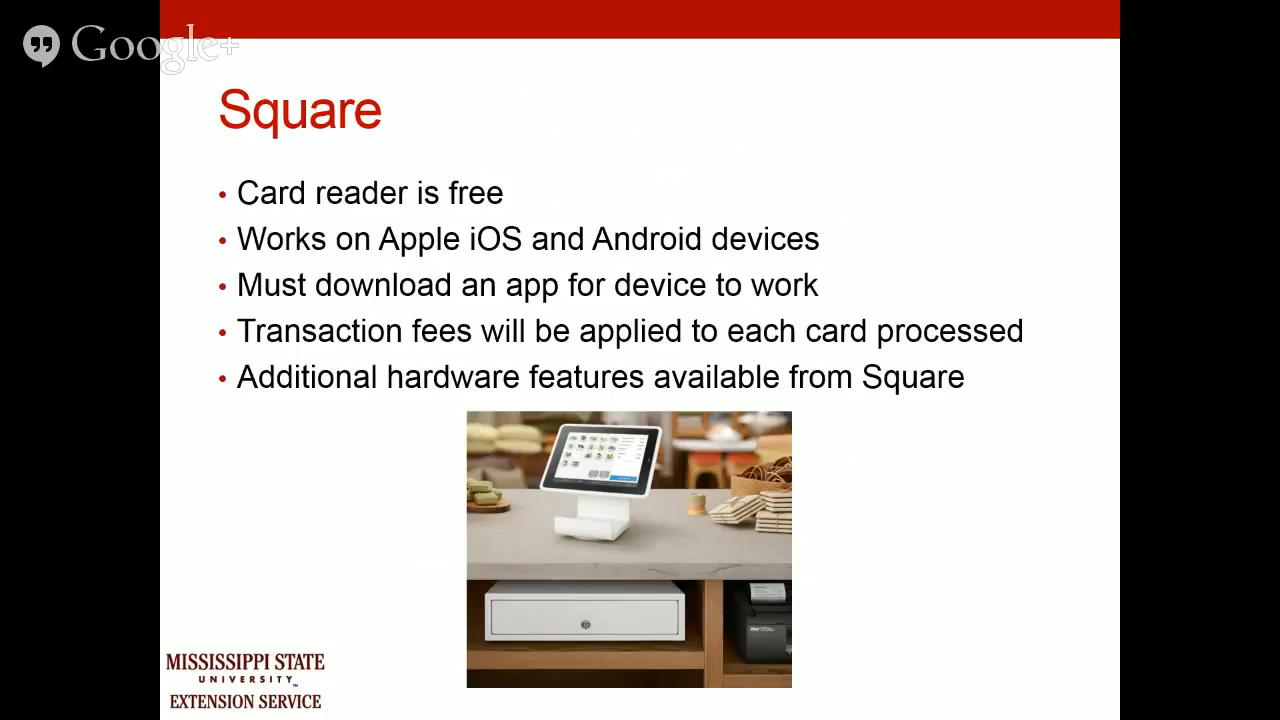 Google+
Square
• Card reader is free
• Works on Apple iOS and Android devices
• Must download an app for device to work
• Transaction fees will be applied to each card processed
• Additional hardware features available from Square
MISSISSIPPI STATE
UNIVERSITY™
EXTENSION SERVICE